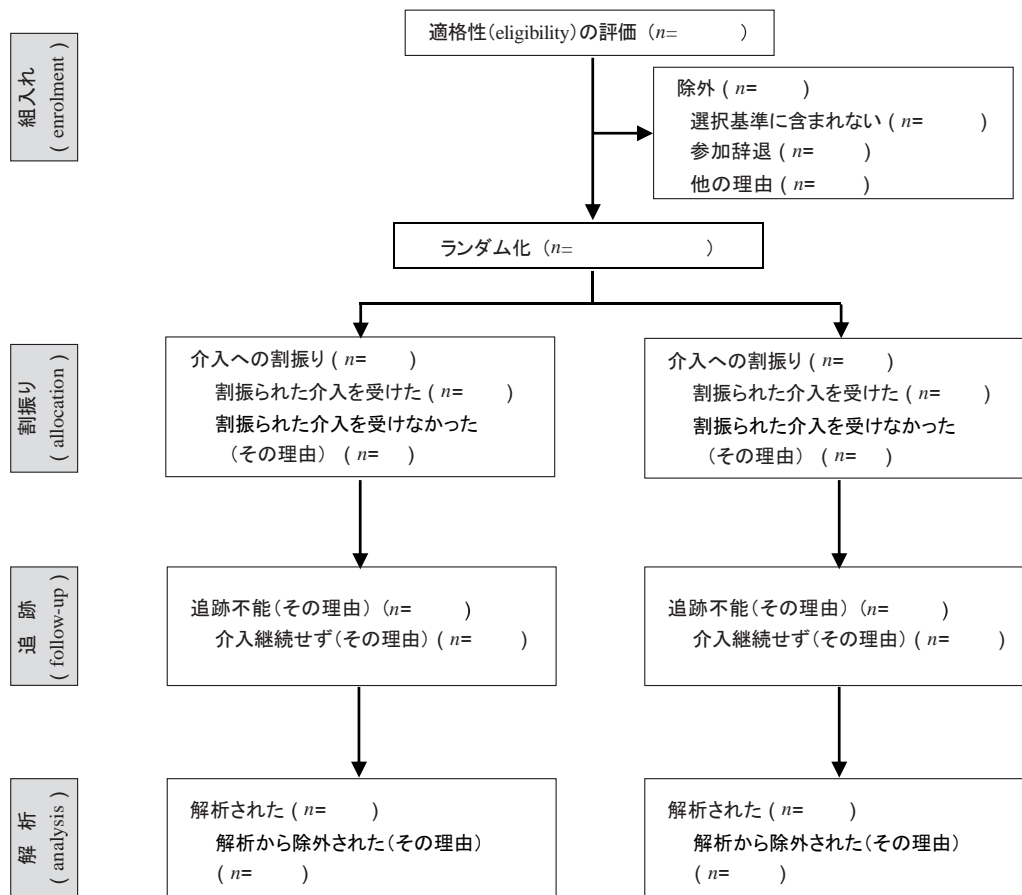 適格性(eligibility)の評価 (n= )
組入れ
( enrolment )
除外 ( n= )
選択基準に含まれない ( n= )
参加辞退 ( n= )
他の理由 ( n= )
ランダム化 (n= )
割振り
( allocation )
介入への割振り ( n= )
割振られた介入を受けた ( n= )
割振られた介入を受けなかった
(その理由) ( n= )
介入への割振り ( n= )
割振られた介入を受けた ( n= )
割振られた介入を受けなかった
(その理由) ( n= )
追 跡
( follow-up )
追跡不能(その理由) (n= )
介入継続せず(その理由) ( n= )
追跡不能(その理由) (n= )
介入継続せず(その理由) ( n= )
解 析
( analysis )
解析された ( n= )
解析から除外された(その理由)
( n= )
解析された ( n= )
解析から除外された(その理由)
( n= )